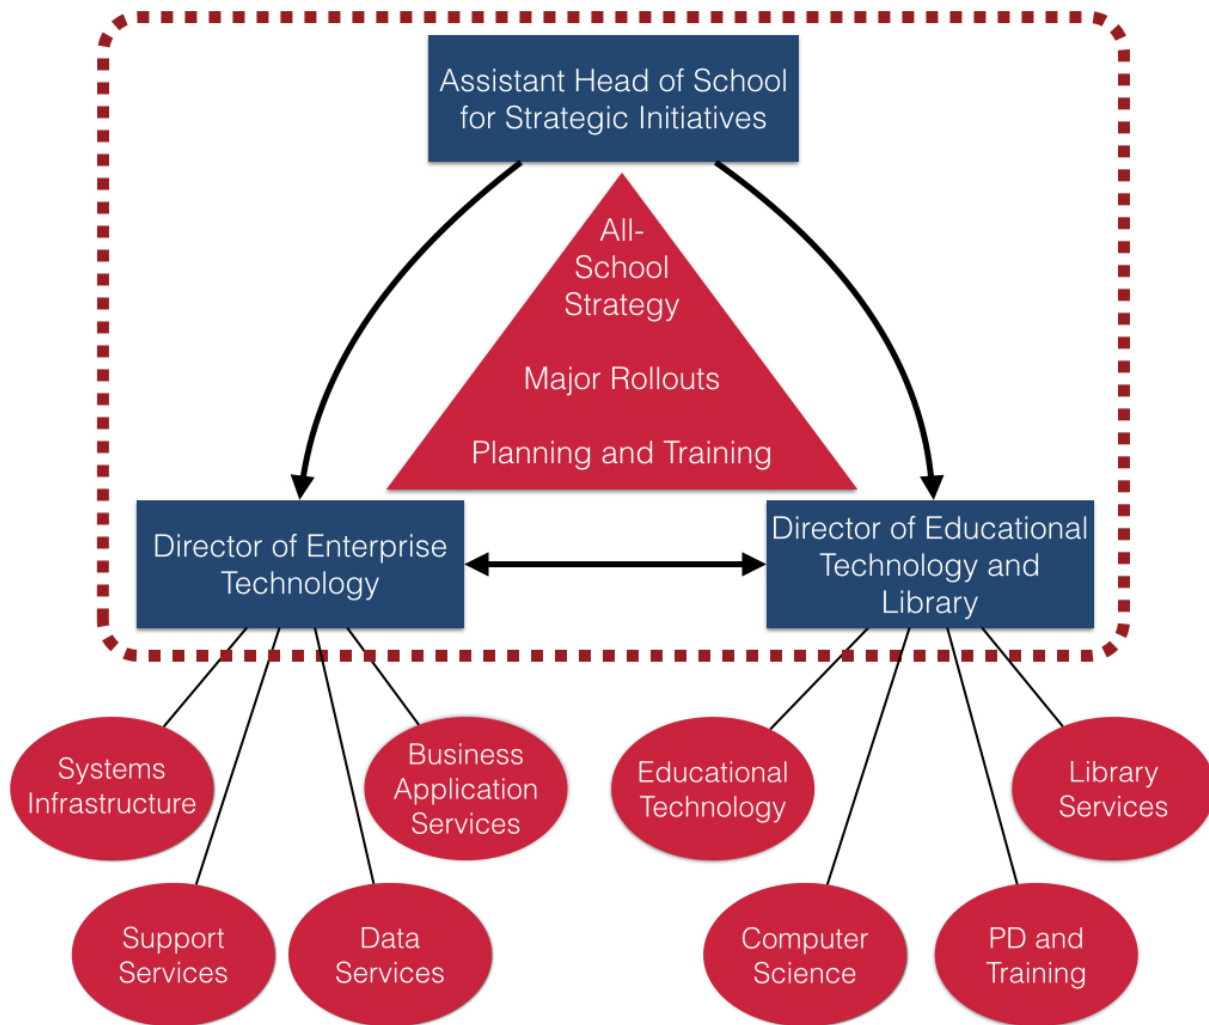 Assistant Head of School
for Strategic Initiatives
All-
School
Strategy
Major Rollouts
Planning and Training
Director of Enterprise
Technology
Director of Educational
Technology and
Library
Systems
Infrastructure
Business
Application
Services
Educational
Technology
Library
Services
Support
Services
Data
Services
Computer
Science
PD and
Training